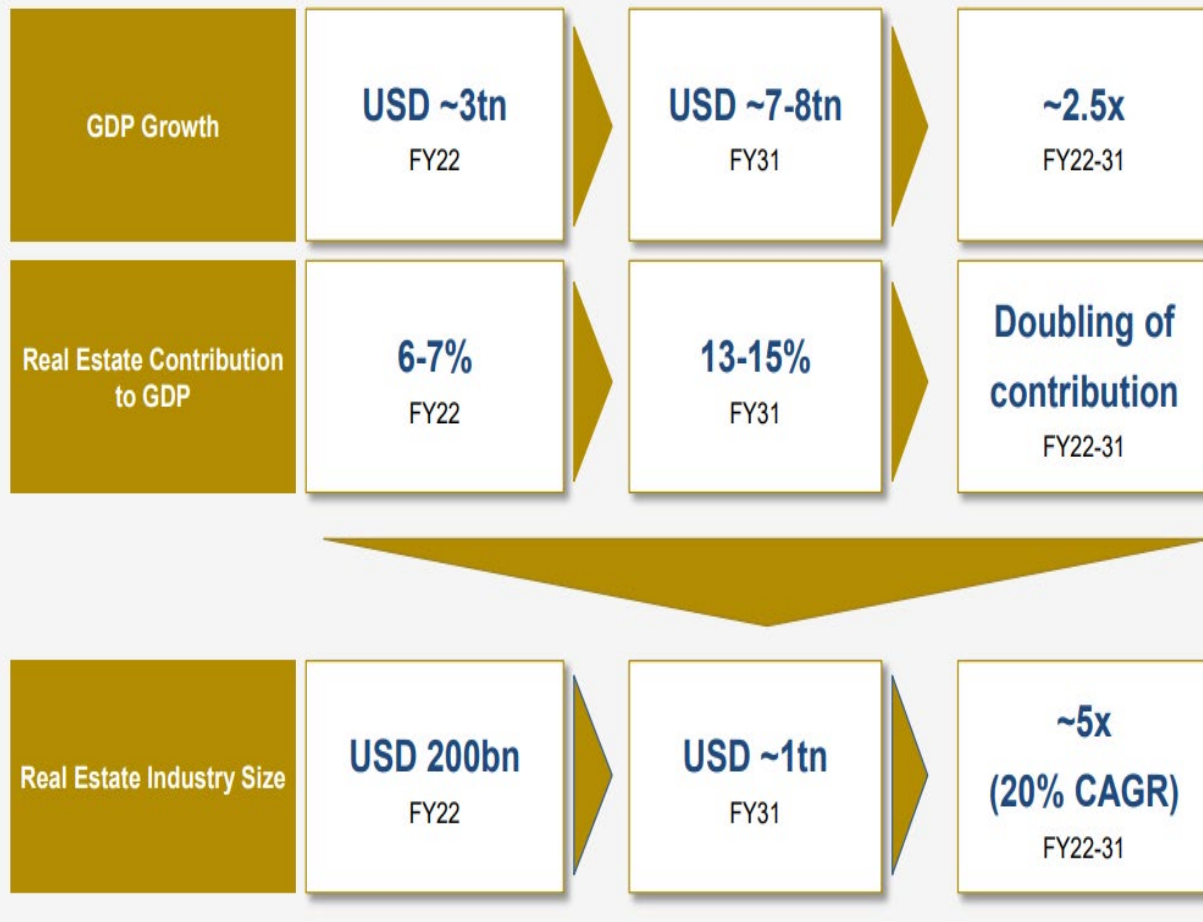 GDP Growth
USD ~3tn
FY22
USD ~7-8tn
FY31
~2.5x
FY22-31
Real Estate Contribution
to GDP
6-7%
FY22
13-15%
FY31
Doubling of
contribution
FY22-31
Real Estate Industry Size
USD 200bn
FY22
USD ~1tn
FY31
~5x
(20% CAGR)
FY22-31